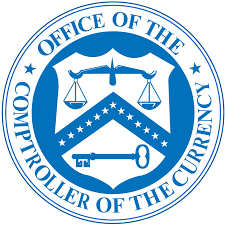 OFFICE OF THE
COMPTROLLER OF THE CURRENCY